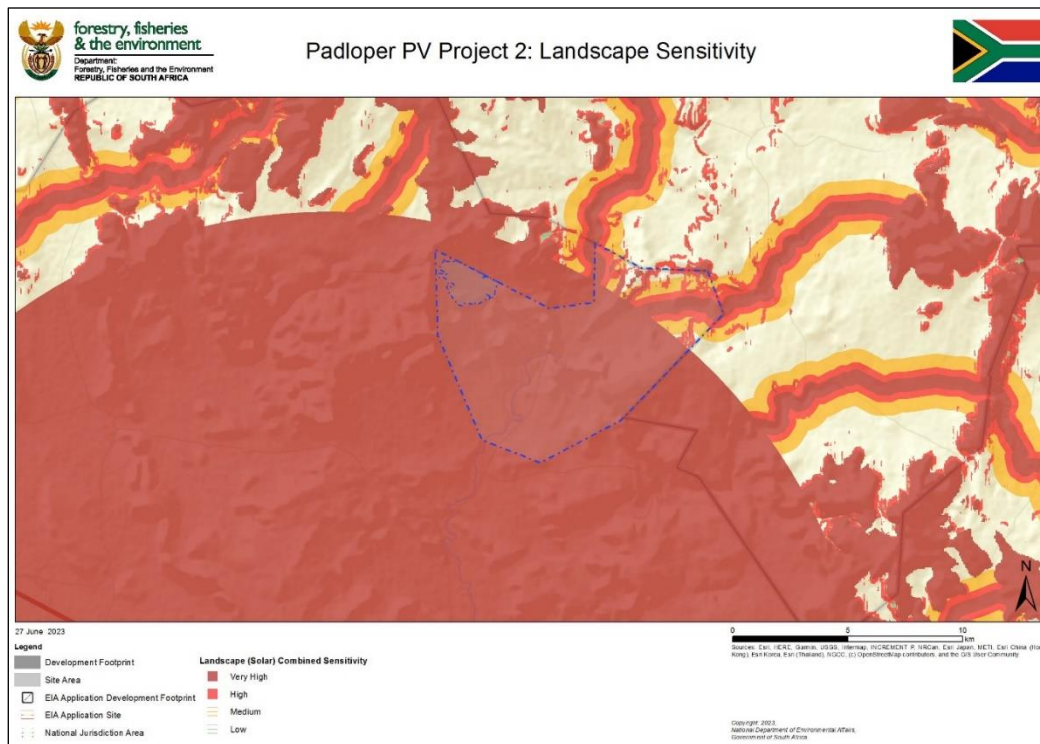 forestry, fisheries
& the environment
Department:
Forestry, Fisheries and the Environment
REPUBLIC OF SOUTH AFRICA
Padloper PV Project 2: Landscape Sensitivity
N
27 June 2023
Legend
Development Footprint
Site Area
EIA Application Development Footprint
EIA Application Site
National Jurisdiction Area
Landscape (Solar) Combined Sensitivity
Very High
High
Medium
Low
0 5 10
km
Sources: Esri, HERE, Garmin, USGS, Intermap, INCREMENT P, NRCan, Esri Japan, METI, Esri China (Hong
Kong), Esri Korea, Esri (Thailand), NGCC, (c) OpenStreetMap contributors, and the GIS User Community
Copyright: 2023,
National Department of Environmental Affairs,
Government of South Africa